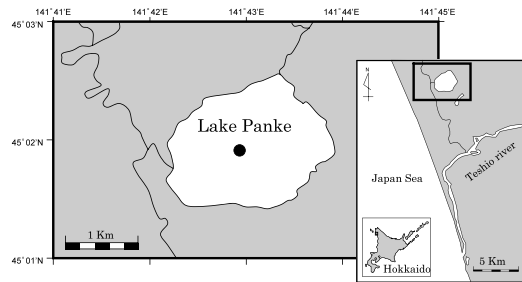 141°41'E 141°42'E 141°43'E 141°44'E 141°45'E
45°03'N
45°02'N
45°01'N
Lake Panke
1 Km
N
Japan Sea
Teshio river
Hokkaido
5 Km